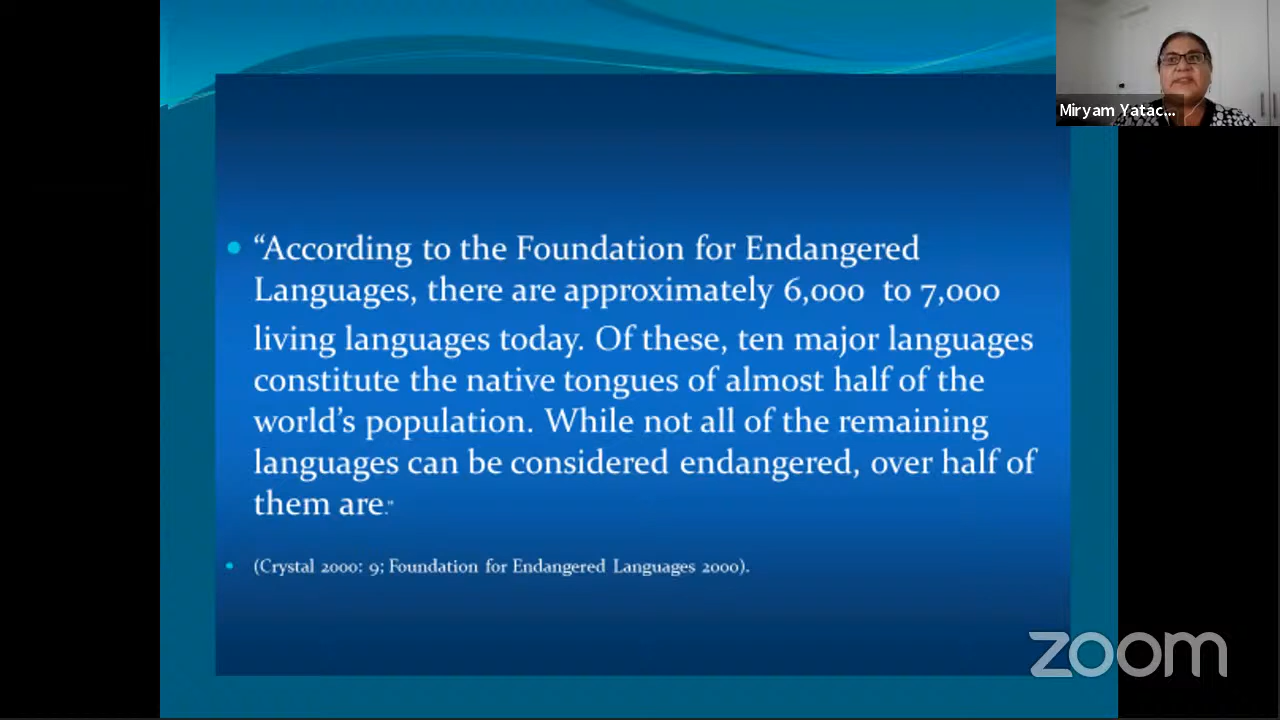 Miryam Yatac...
• “According to the Foundation for Endangered
Languages, there are approximately 6,000 to 7,000
living languages today. Of these, ten major languages
constitute the native tongues of almost half of the
world’s population. While not all of the remaining
languages can be considered endangered, over half of
them are.”
• (Crystal 2000: 9; Foundation for Endangered Languages 2000).
zoom